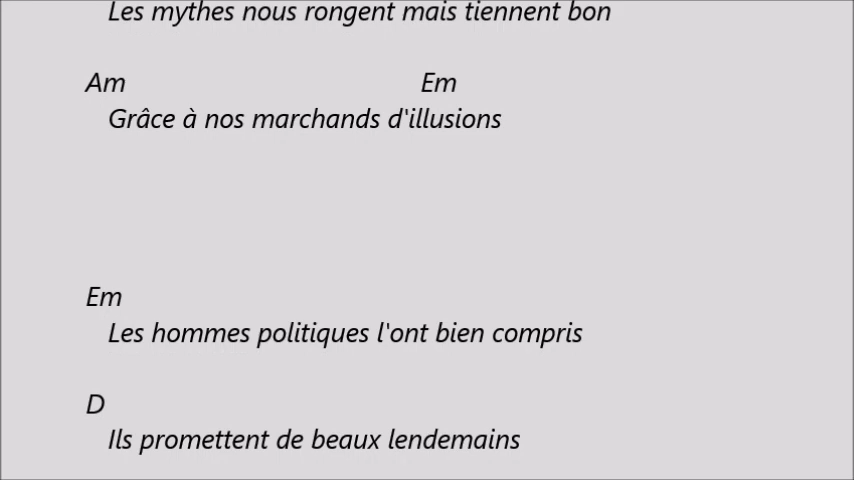 Les mythes nous rongent mais tiennent bon
Am Em
Grâce à nos marchands d'illusions
Em
Les hommes politiques l'ont bien compris
D
Ils promettent de beaux lendemains